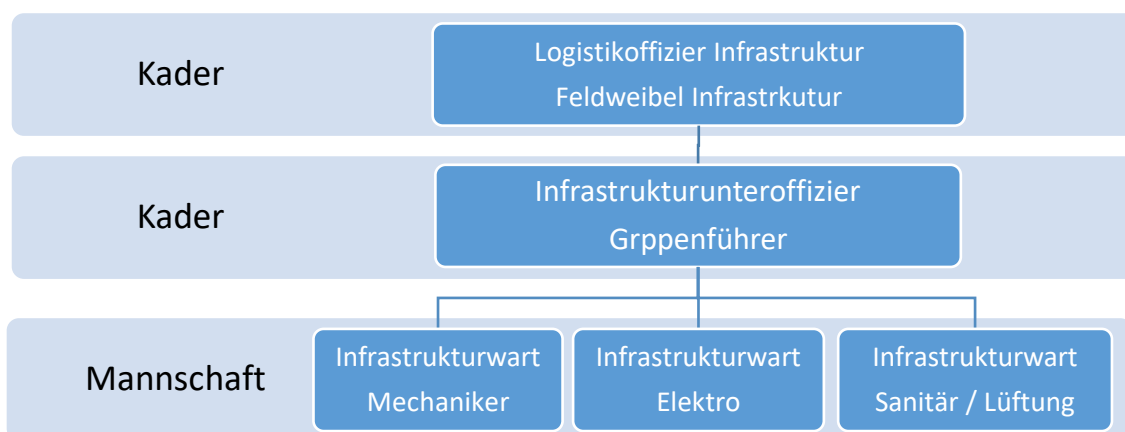 Kader
Logistikoffizier Infrastruktur
Feldweibel Infrastrkutur
Kader
Infrastrukturunteroffizier
Grppenführer
Mannschaft
Infrastrukturwart
Mechaniker
Infrastrukturwart
Elektro
Infrastrukturwart
Sanitär / Lüftung